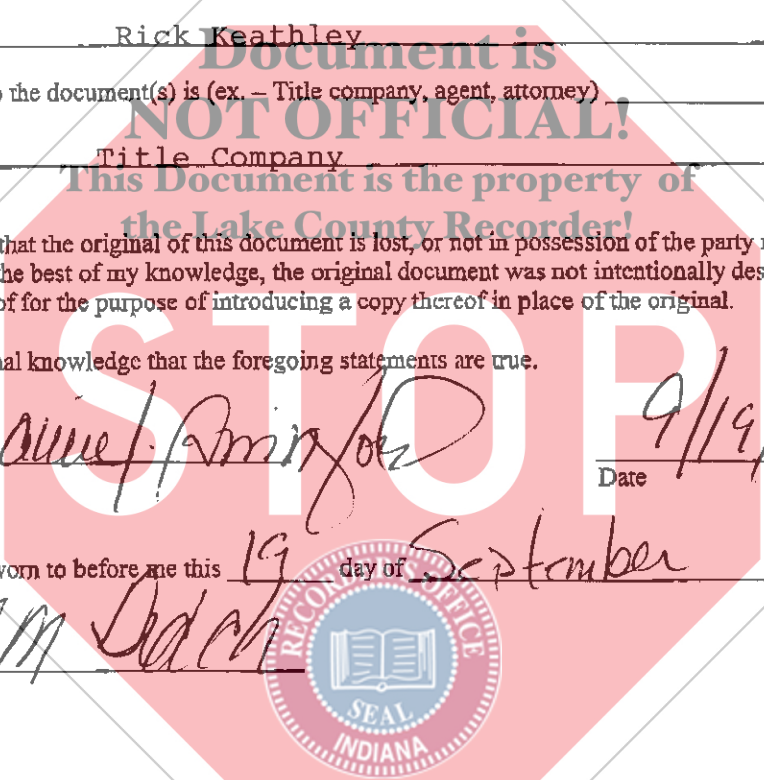 Rick Keathley
Document is
the document(s) is (ex. – Title company, agent, attorney)
NOT OFFICIAL!
Title Company
This Document is the property of
the Lake County Recorder!
that the original of this document is lost, or not in possession of the party
the best of my knowledge, the original document was not intentionally des
of for the purpose of introducing a copy thereof in place of the original.
al knowledge that the foregoing statements are true.
STOP
9/19/
Date
worn to before me this 19 day of September
RECORDER'S OFFICE
SEAL
INDIANA